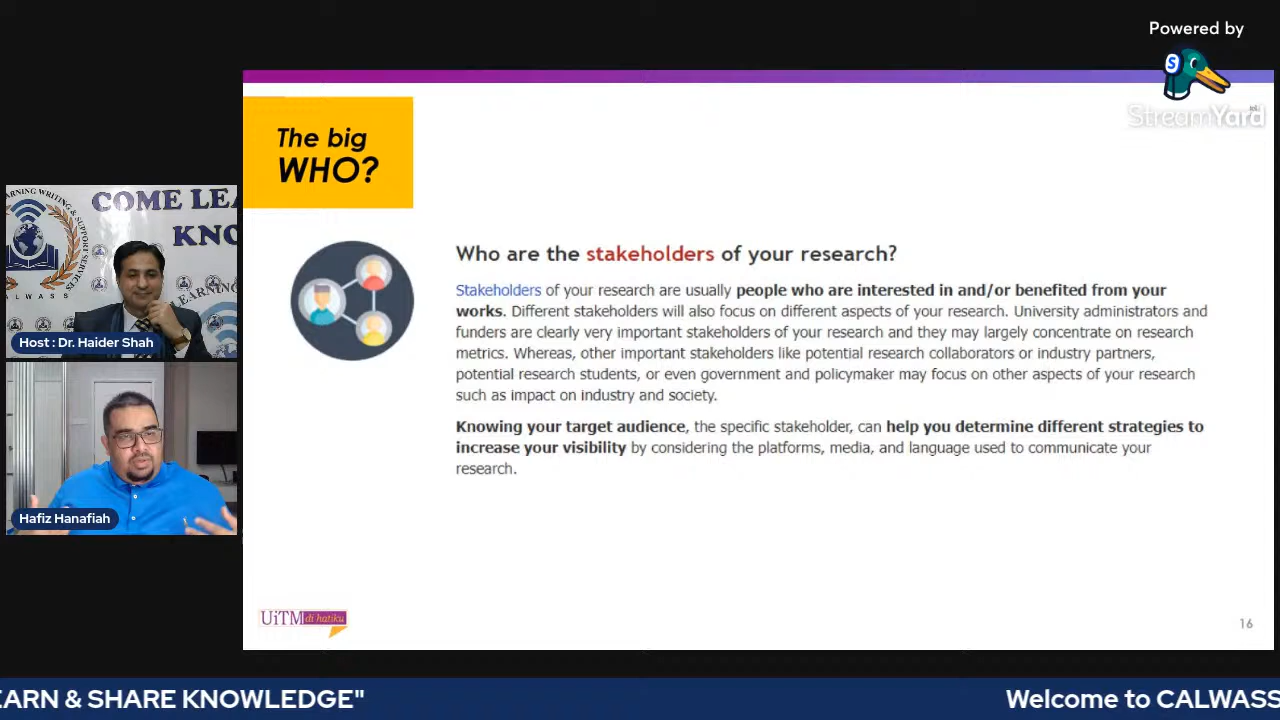 Powered by
StreamYard
The big
WHO?
Who are the stakeholders of your research?
Stakeholders of your research are usually people who are interested in and/or benefited from your
works. Different stakeholders will also focus on different aspects of your research. University administrators and
funders are clearly very important stakeholders of your research and they may largely concentrate on research
metrics. Whereas, other important stakeholders like potential research collaborators or industry partners,
potential research students, or even government and policymaker may focus on other aspects of your research
such as impact on industry and society.
Knowing your target audience, the specific stakeholder, can help you determine different strategies to
increase your visibility by considering the platforms, media, and language used to communicate your
research.
UiTM di hatiku
16
COME LEA
KNO
ARNING WRITING & SUPPORT SERVICES
CALWASS
Host : Dr. Haider Shah
Hafiz Hanafiah
EARN & SHARE KNOWLEDGE"
Welcome to CALWASS